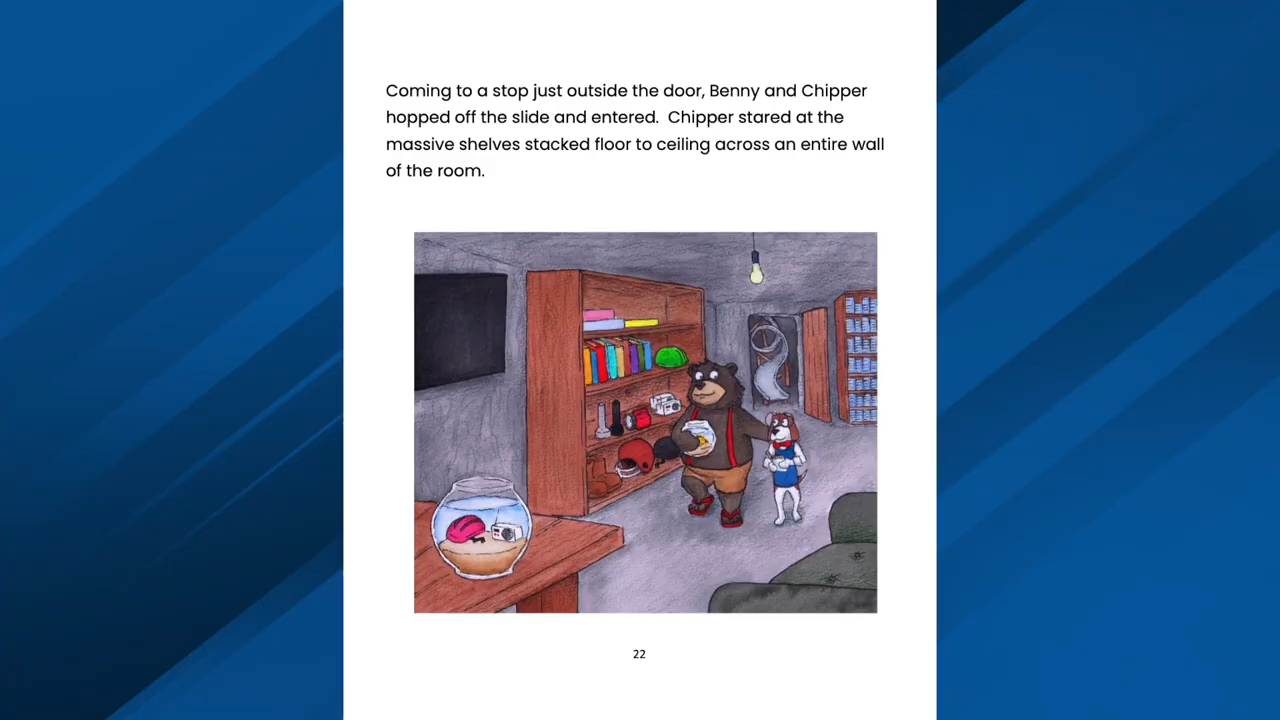 Coming to a stop just outside the door, Benny and Chipper
hopped off the slide and entered.  Chipper stared at the
massive shelves stacked floor to ceiling across an entire wall
of the room.
22